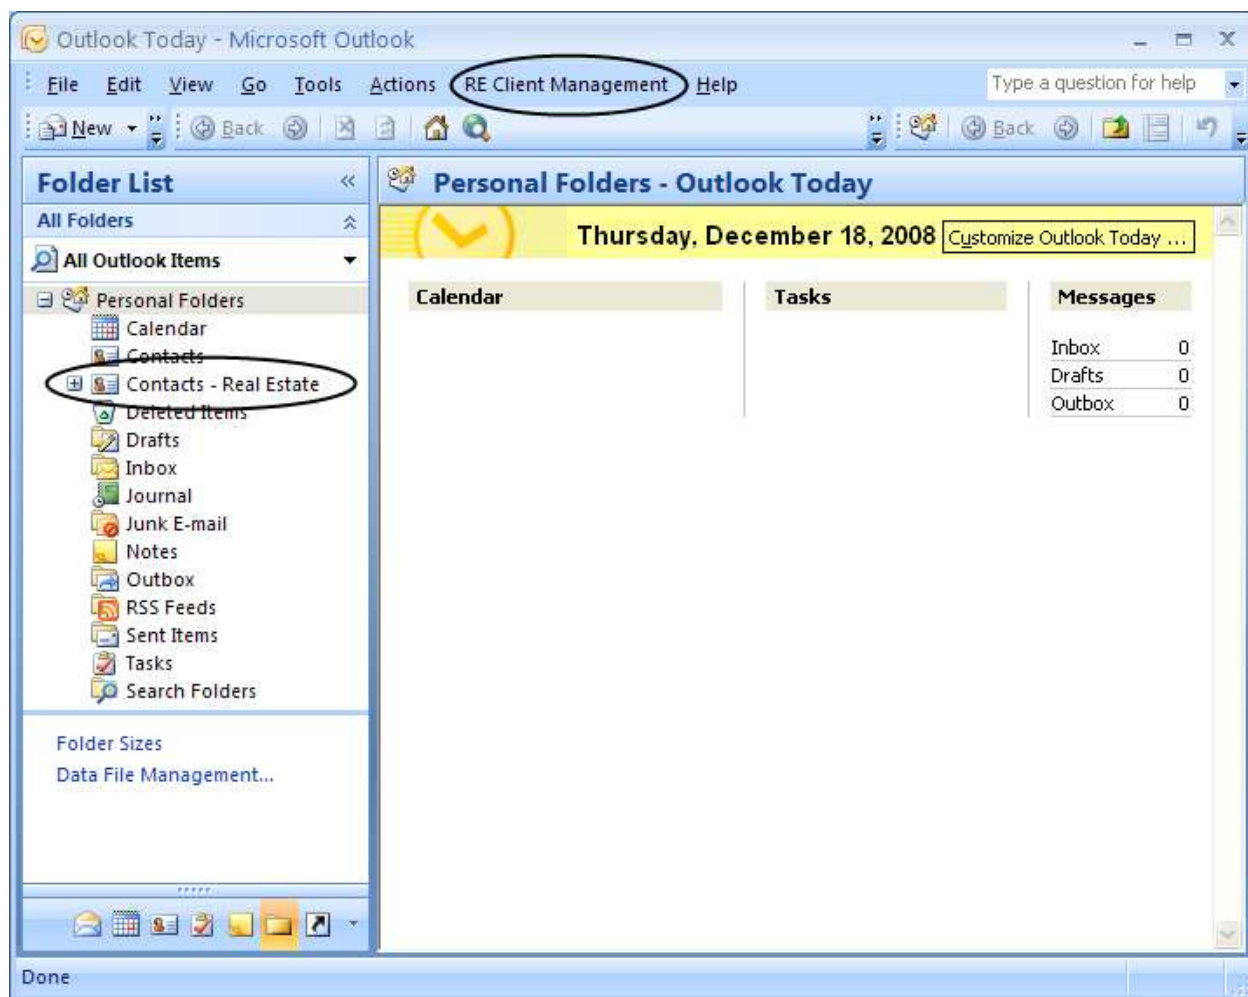 Outlook Today - Microsoft Outlook
File Edit View Go Tools Actions RE Client Management Help Type a question for help
New Back Back
Folder List
All Folders
All Outlook Items
Personal Folders
Calendar
Contacts
Contacts - Real Estate
Deleted Items
Drafts
Inbox
Journal
Junk E-mail
Notes
Outbox
RSS Feeds
Sent Items
Tasks
Search Folders
Folder Sizes
Data File Management...
Personal Folders - Outlook Today
Thursday, December 18, 2008 Customize Outlook Today ...
Calendar Tasks Messages
Inbox 0
Drafts 0
Outbox 0
Done